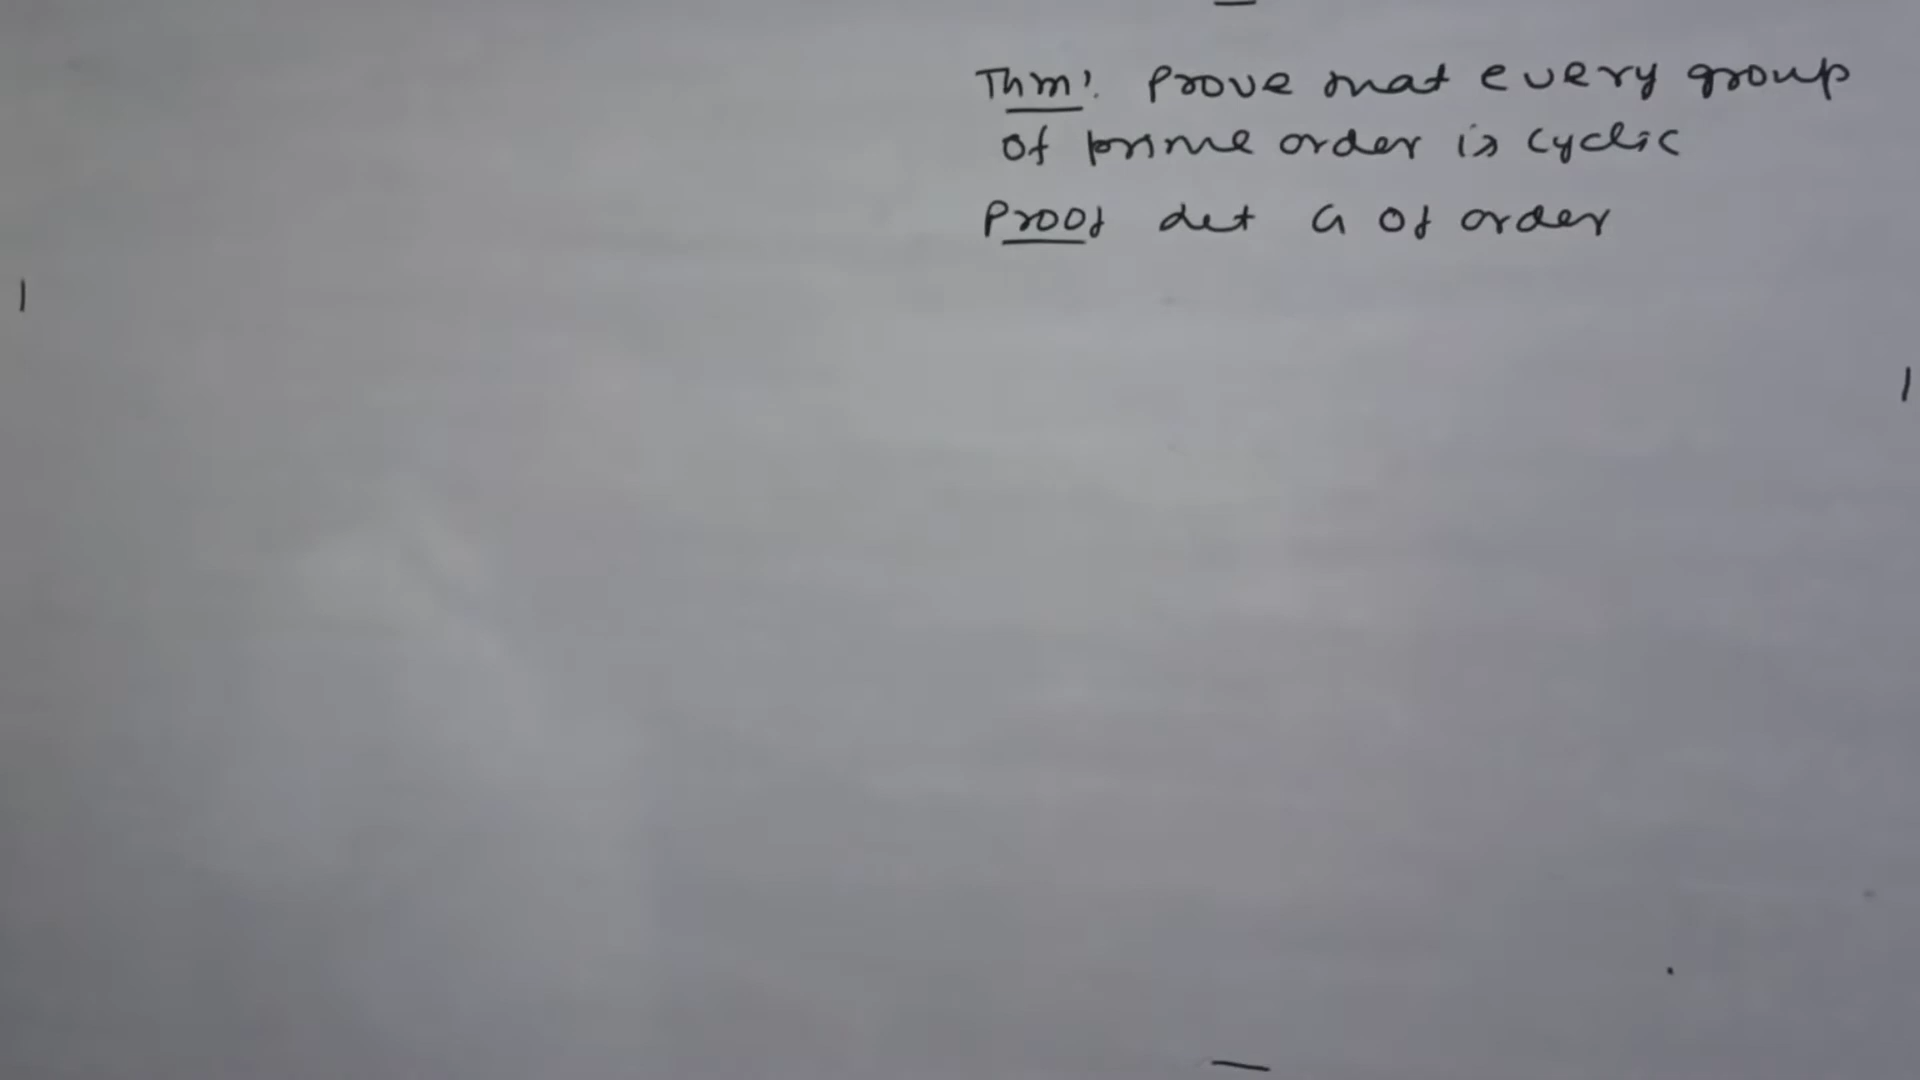 Thm: Prove that every group
of prime order is cyclic
Proof Let G of order